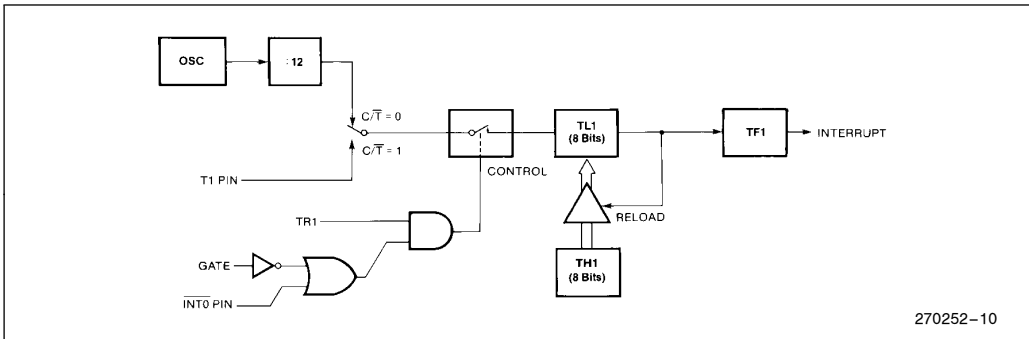 OSC
:12
C/T̅ = 0
C/T̅ = 1
T1 PIN
CONTROL
TL1
(8 Bits)
TF1
INTERRUPT
RELOAD
TR1
GATE
I̅N̅T̅0̅ PIN
TH1
(8 Bits)
270252–10